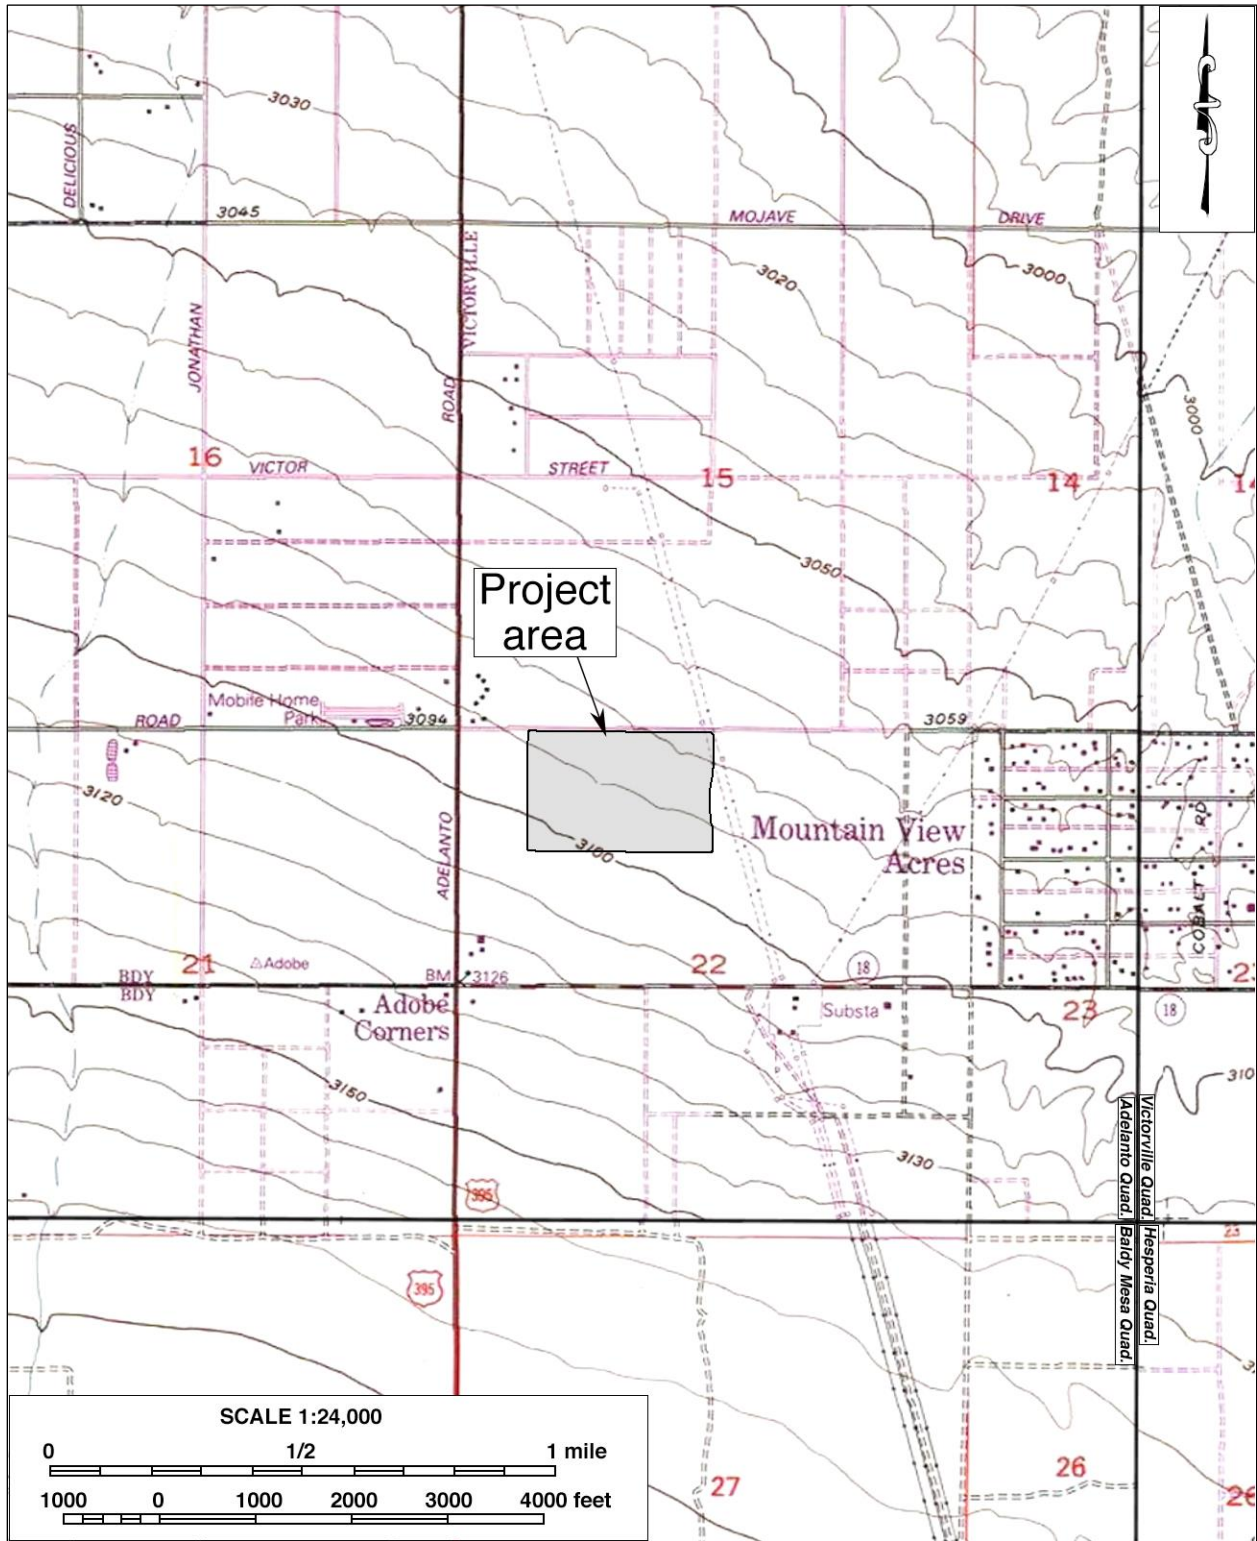 3030
DELICIOUS
3045
MOJAVE
DRIVE
VICTORVILLE
3020
3000
JONATHAN
ROAD
3000
16
VICTOR
STREET
15
14
14
3050
Project
area
Mobile Home
Park
ROAD
3094
3059
3120
ADELANTO
3100
Mountain View
Acres
COBALT RD
21
Adobe
BM
3126
22
18
BDY
BDY
Adobe
Corners
Substa
23
18
3150
3130
310
Victorville Quad.
Adelanto Quad.
395
Hesperia Quad.
Baldy Mesa Quad.
23
395
SCALE 1:24,000
0 1/2 1 mile
1000 0 1000 2000 3000 4000 feet
27
26
26